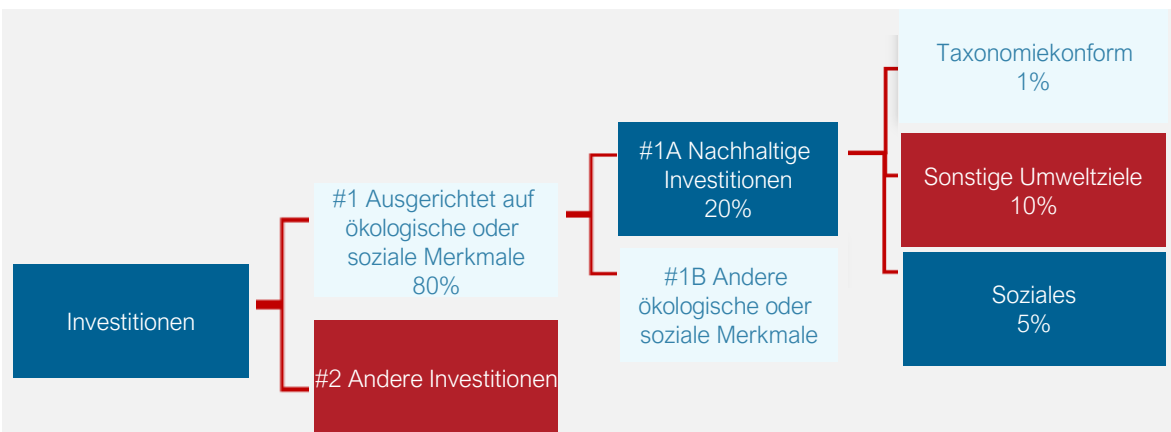 Investitionen
#1 Ausgerichtet auf
ökologische oder
soziale Merkmale
80%
#2 Andere Investitionen
#1A Nachhaltige
Investitionen
20%
#1B Andere
ökologische oder
soziale Merkmale
Taxonomiekonform
1%
Sonstige Umweltziele
10%
Soziales
5%